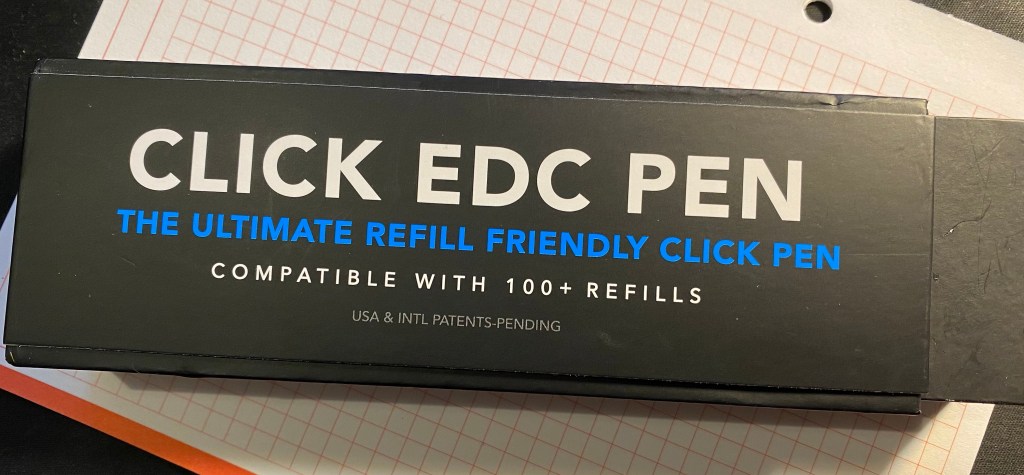 CLICK EDC PEN
THE ULTIMATE REFILL FRIENDLY CLICK PEN
COMPATIBLE WITH 100+ REFILLS
USA & INTL PATENTS-PENDING